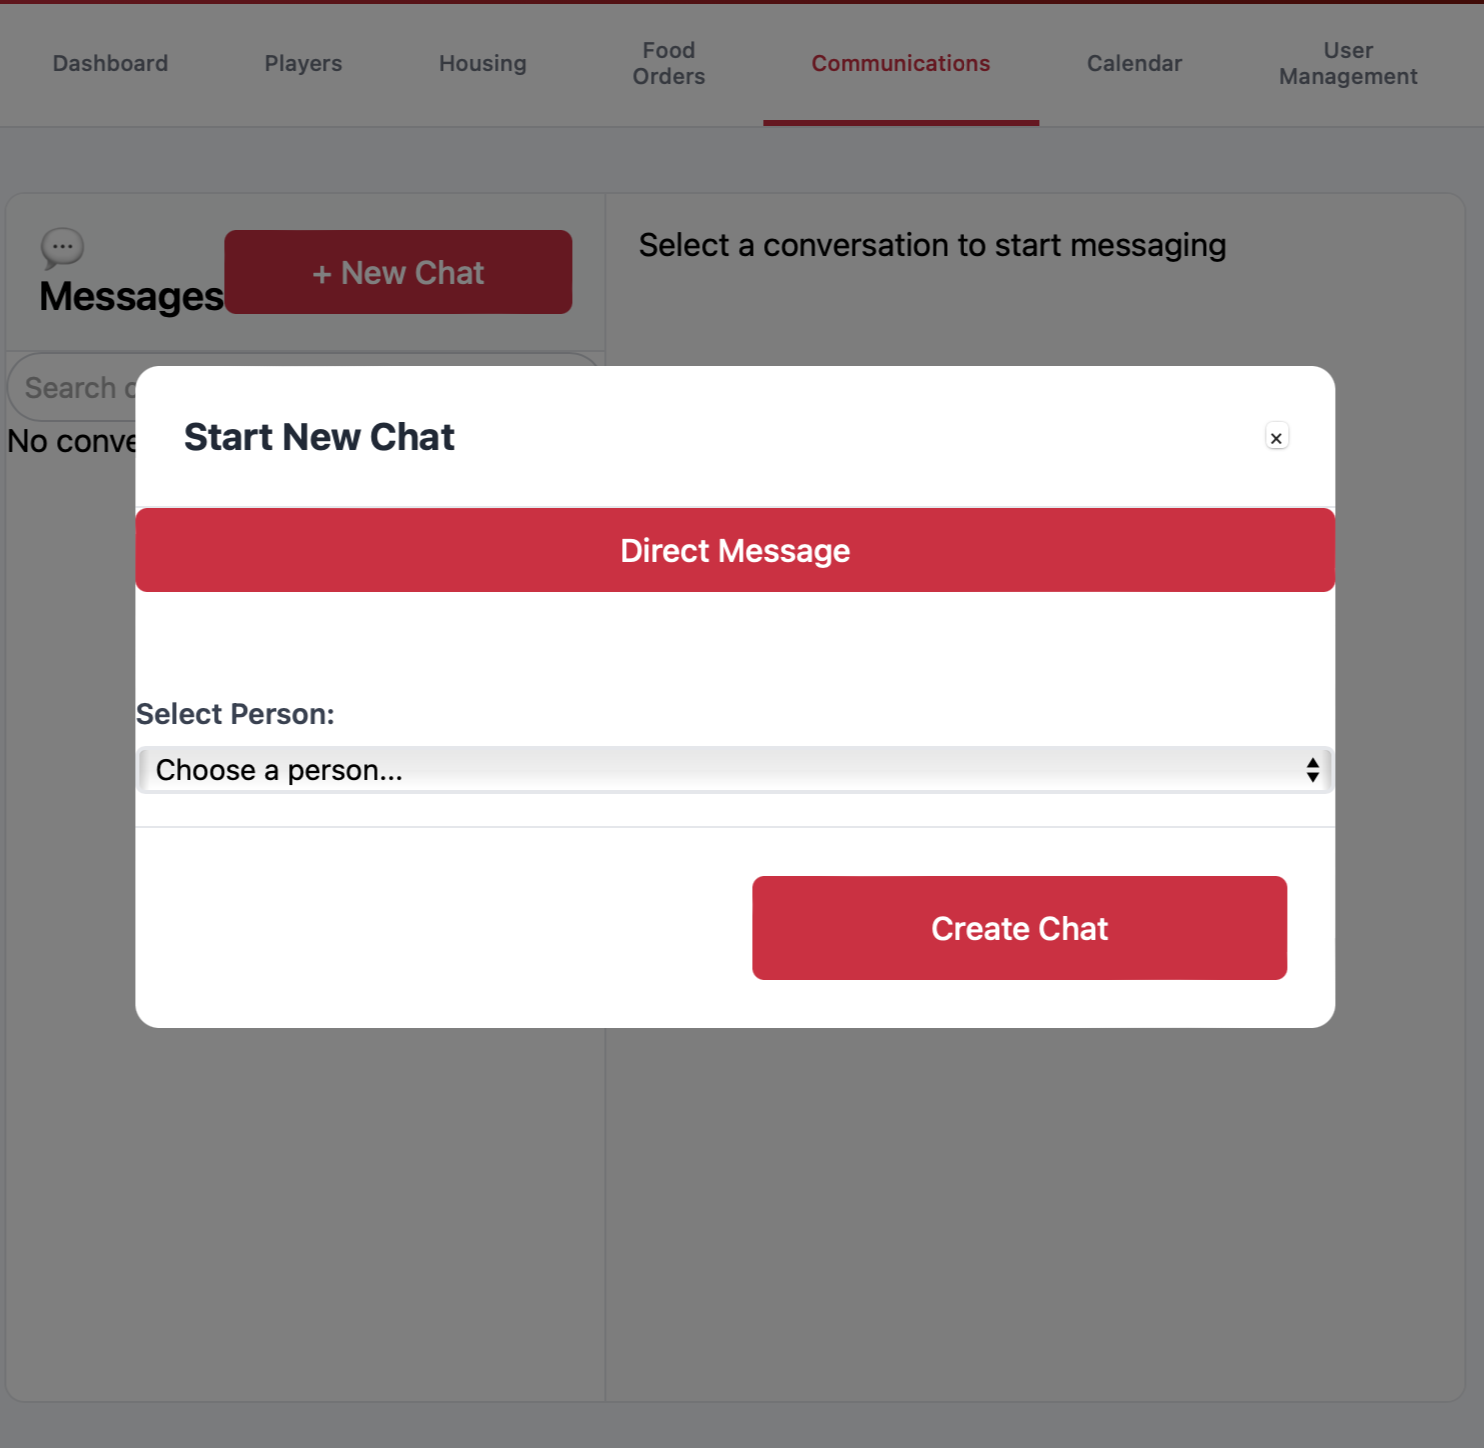 Dashboard
Players
Housing
Food
Orders
Communications
Calendar
User
Management
Messages
+ New Chat
Select a conversation to start messaging
Search
No
Start New Chat
×
Direct Message
Select Person:
Choose a person...
Create Chat